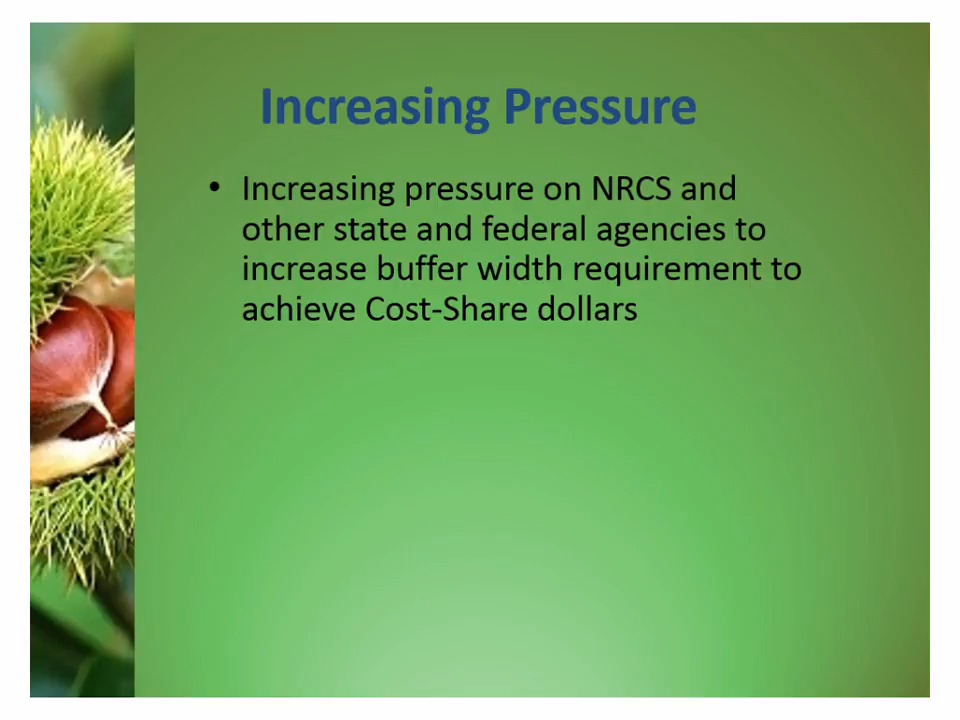 Increasing Pressure
• Increasing pressure on NRCS and
other state and federal agencies to
increase buffer width requirement to
achieve Cost-Share dollars